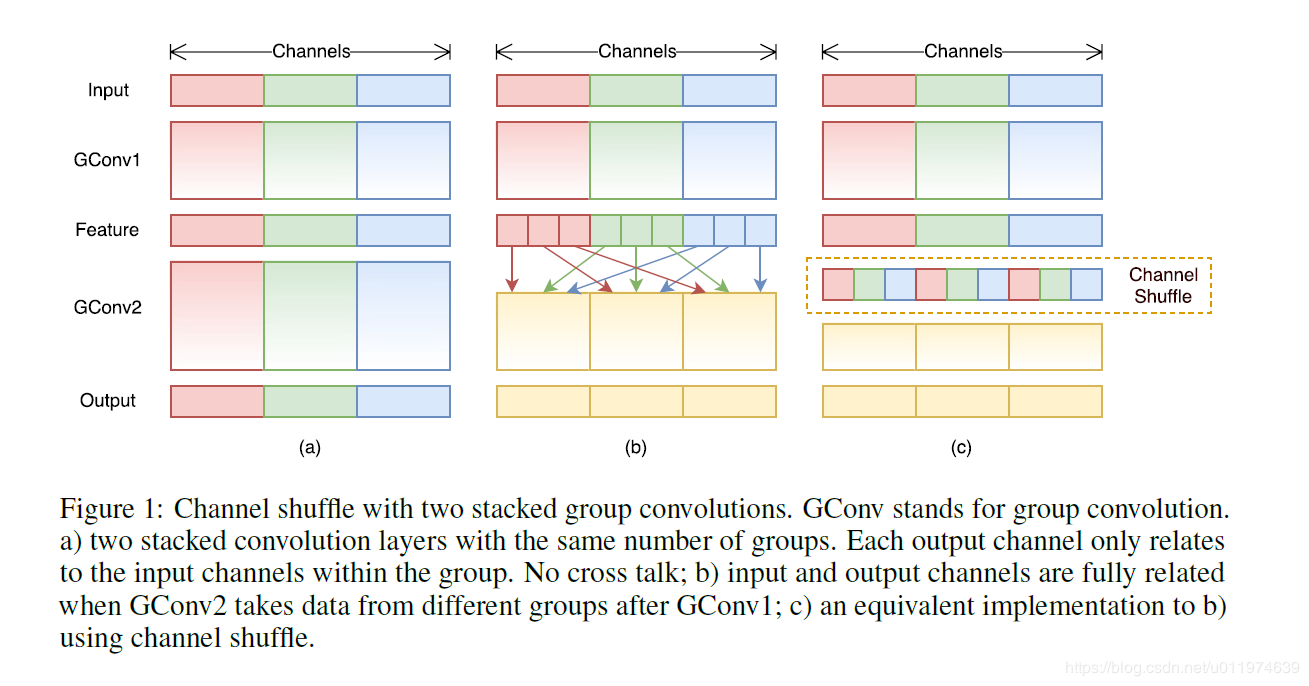 Channels Channels Channels
Input
GConv1
Feature
Channel
Shuffle
GConv2
Output
(a) (b) (c)
Figure 1: Channel shuffle with two stacked group convolutions. GConv stands for group convolution.
a) two stacked convolution layers with the same number of groups. Each output channel only relates
to the input channels within the group. No cross talk; b) input and output channels are fully related
when GConv2 takes data from different groups after GConv1; c) an equivalent implementation to b)
using channel shuffle.
https://blog.csdn.net/u011974639